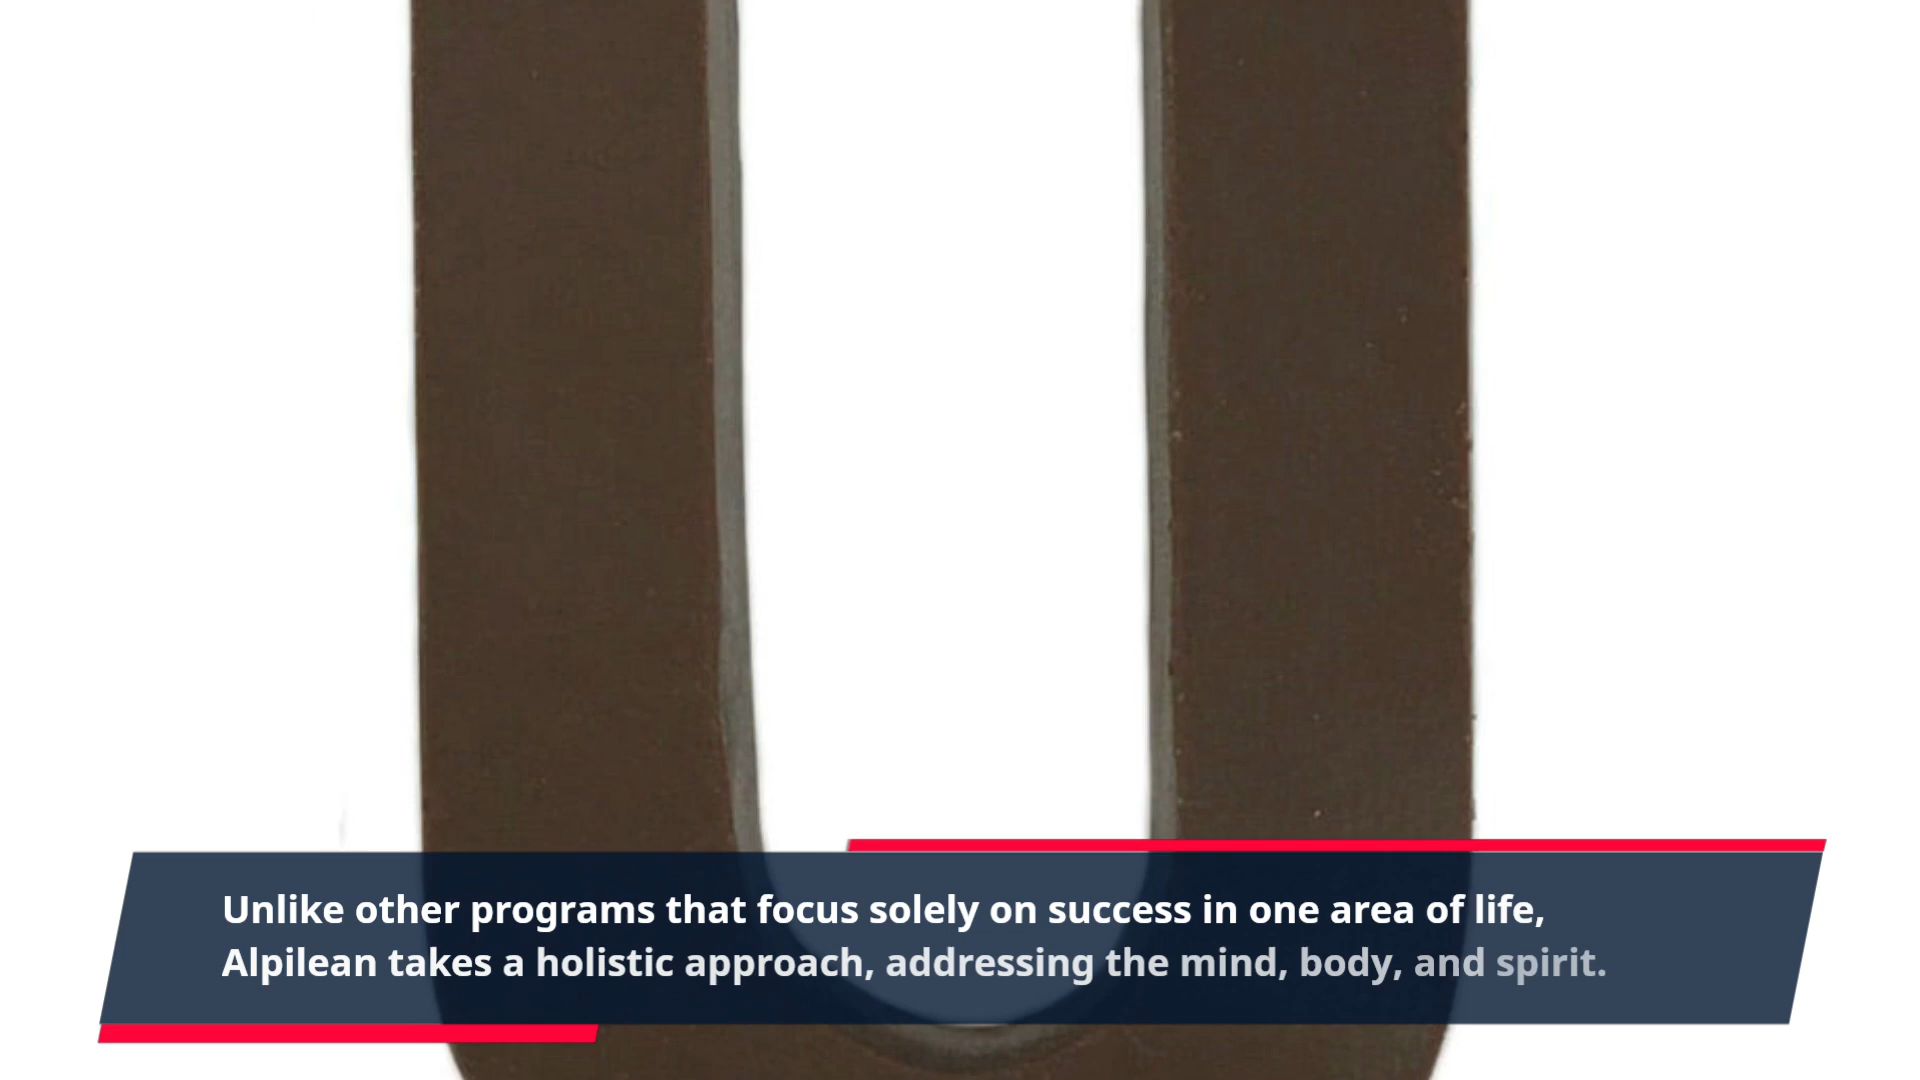 Unlike other programs that focus solely on success in one area of life,
Alpilean takes a holistic approach, addressing the mind, body, and spirit.